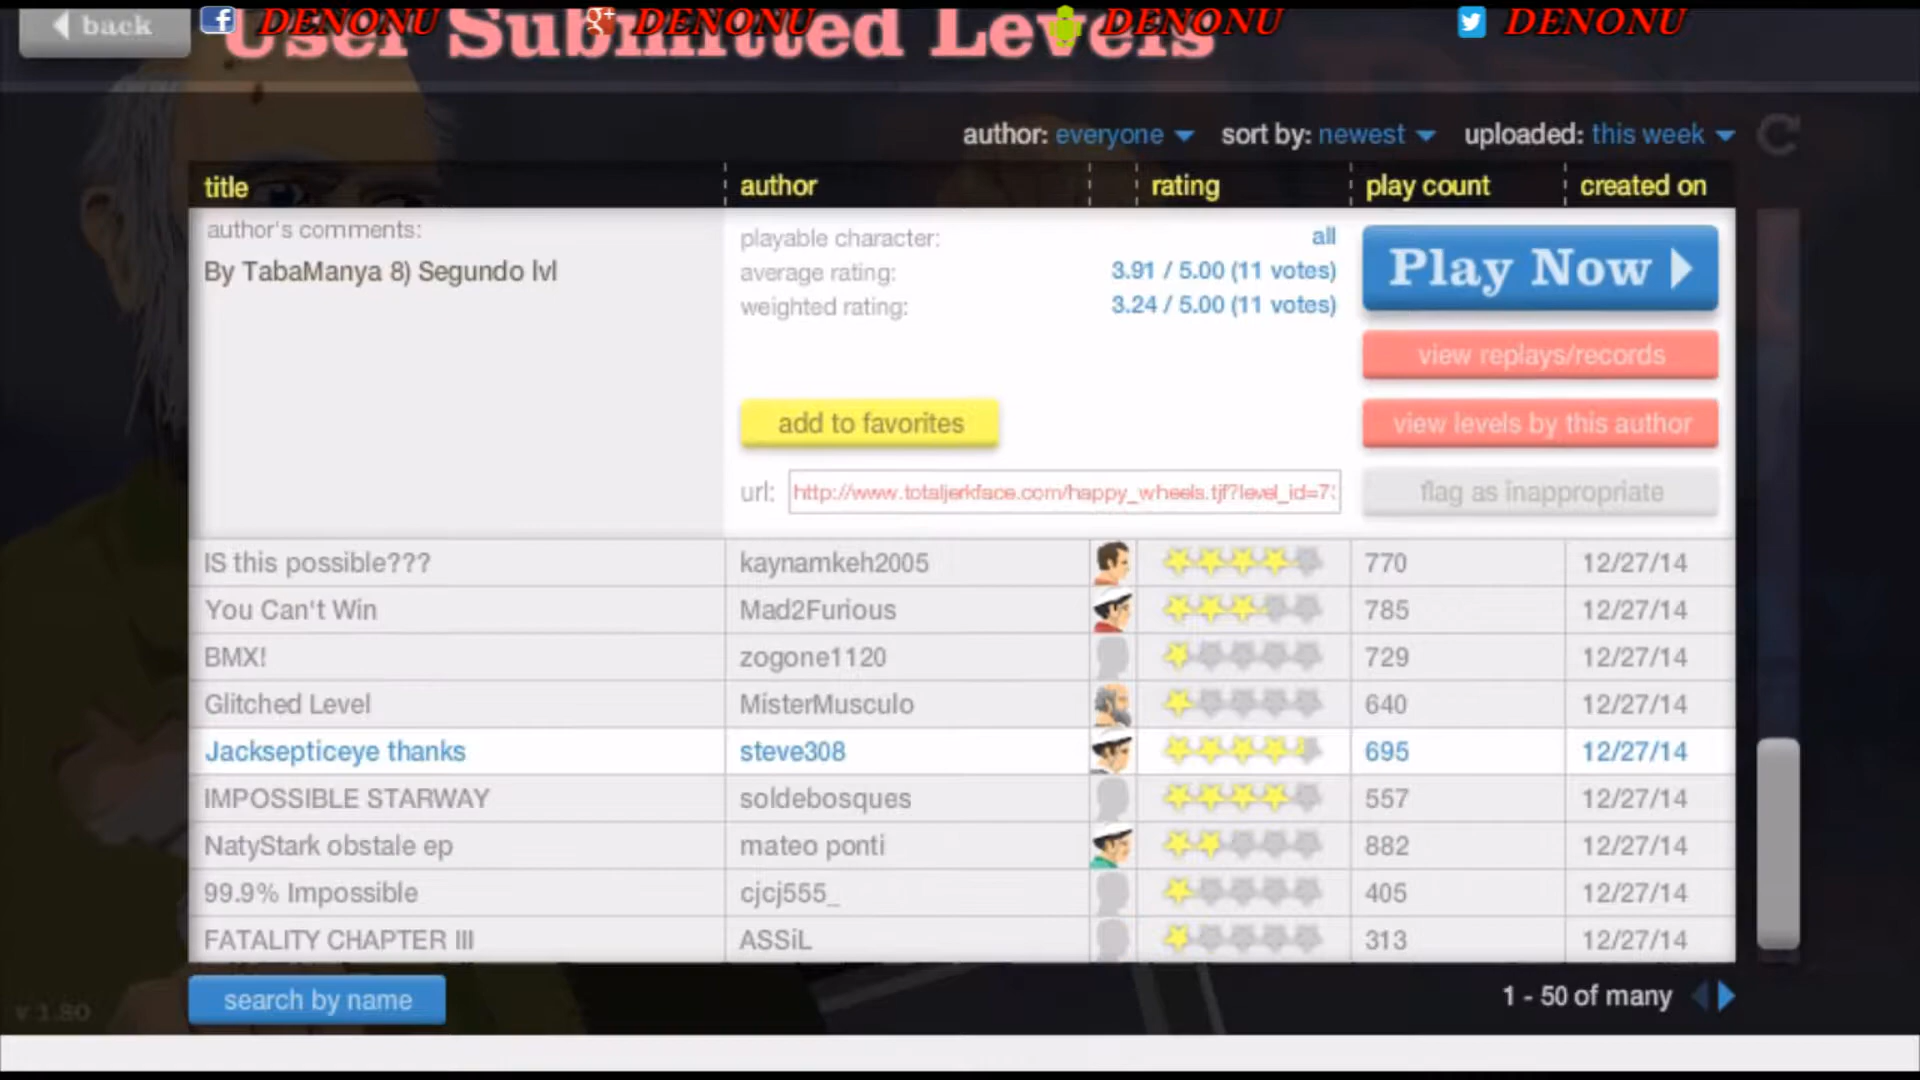 back
DENONU DENONU DENONU DENONU
User Submitted Levels
author: everyone sort by: newest uploaded: this week
title author rating play count created on
author's comments:
By TabaManya 8) Segundo lvl
playable character: all
average rating: 3.91 / 5.00 (11 votes)
weighted rating: 3.24 / 5.00 (11 votes)
Play Now
view replays/records
add to favorites
view levels by this author
url: http://www.totaljerkface.com/happy_wheels.tjf?level_id=7
flag as inappropriate
IS this possible??? kaynamkeh2005 770 12/27/14
You Can't Win Mad2Furious 785 12/27/14
BMX! zogone1120 729 12/27/14
Glitched Level MisterMusculo 640 12/27/14
Jacksepticeye thanks steve308 695 12/27/14
IMPOSSIBLE STARWAY soldebosques 557 12/27/14
NatyStark obstale ep mateo ponti 882 12/27/14
99.9% Impossible cjcj555_ 405 12/27/14
FATALITY CHAPTER III ASSiL 313 12/27/14
search by name
1 - 50 of many
v 1.80